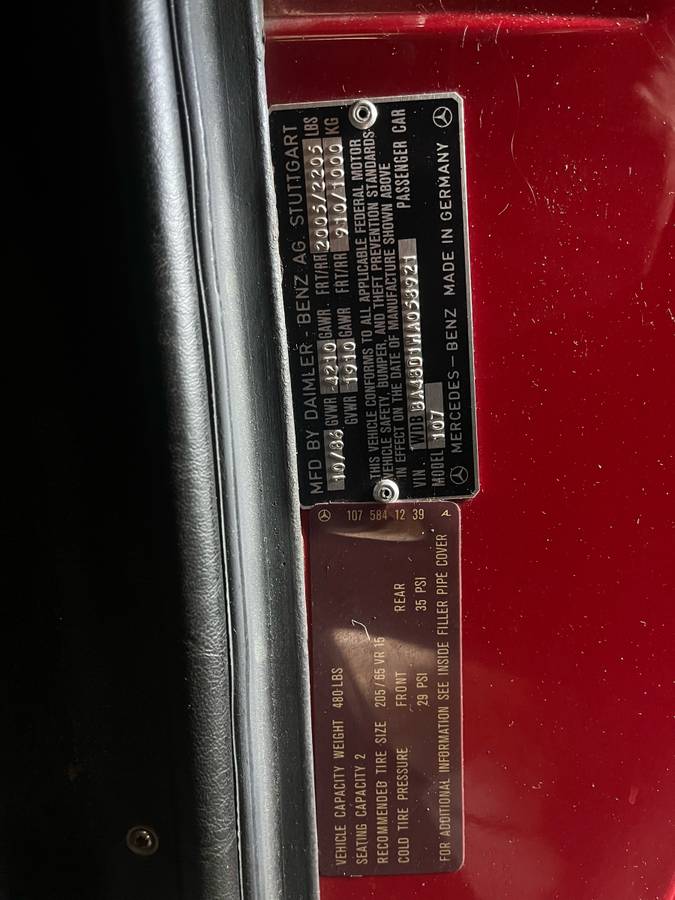 MFD BY DAIMLER-BENZ AG. STUTTGART
10/86 GVWR 4210 GAWR FRT/RR 2005/2205 LBS
GVWR 1910 GAWR FRT/RR 910/1000 KG
THIS VEHICLE CONFORMS TO ALL APPLICABLE FEDERAL MOTOR
VEHICLE SAFETY, BUMPER, AND THEFT PREVENTION STANDARDS
IN EFFECT ON THE DATE OF MANUFACTURE SHOWN ABOVE
VIN. WDB BA48D1HA058921 PASSENGER CAR
MODEL 107
MERCEDES-BENZ MADE IN GERMANY
107 584 12 39 A
VEHICLE CAPACITY WEIGHT 480 LBS
SEATING CAPACITY 2
RECOMMENDED TIRE SIZE 205/65 VR 15
COLD TIRE PRESSURE FRONT 29 PSI REAR 35 PSI
FOR ADDITIONAL INFORMATION SEE INSIDE FILLER PIPE COVER